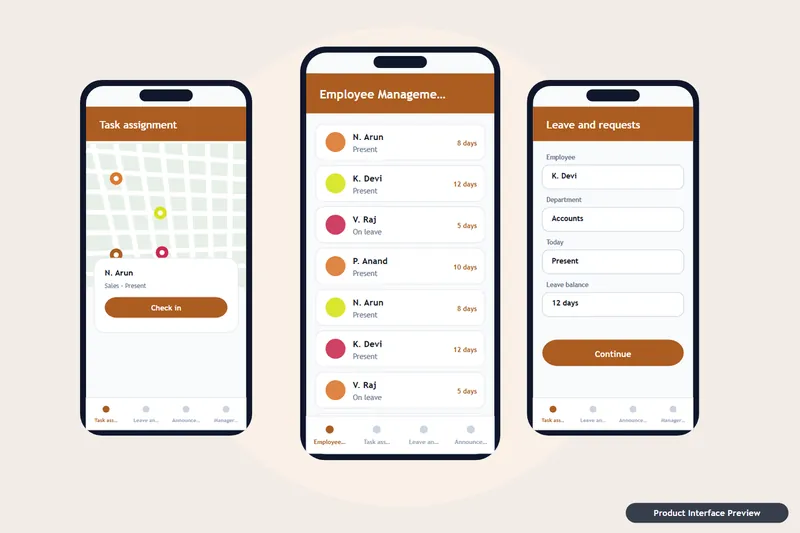 Task assignment
N. Arun
Sales - Present
Check in
Task ass...
Leave an...
Announce...
Manager...
Employee Manageme...
N. Arun
Present
8 days
K. Devi
Present
12 days
V. Raj
On leave
5 days
P. Anand
Present
10 days
N. Arun
Present
8 days
K. Devi
Present
12 days
V. Raj
On leave
5 days
Employee...
Task ass...
Leave an...
Announce...
Leave and requests
Employee
K. Devi
Department
Accounts
Today
Present
Leave balance
12 days
Continue
Task ass...
Leave an...
Announce...
Manager...
Product Interface Preview